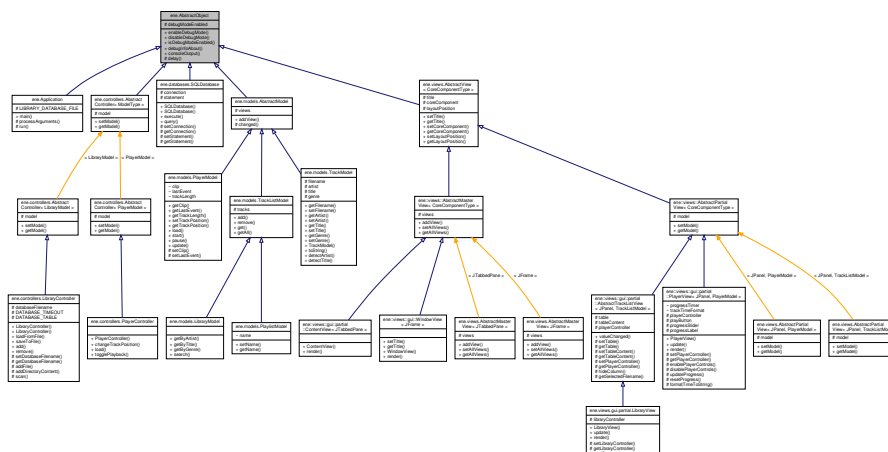 ene.AbstractObject
# debugModeEnabled
+ enableDebugMode()
+ disableDebugMode()
+ isDebugModeEnabled()
+ debugInfoAbout()
+ consoleOutput()
# delay()
ene.Application
# LIBRARY_DATABASE_FILE
+ main()
# processArguments()
# run()
ene.controllers.Abstract
Controller< ModelType >
# model
+ setModel()
+ getModel()
ene.databases.SQLDatabase
# connection
# statement
+ SQLDatabase()
+ SQLDatabase()
+ execute()
+ query()
# setConnection()
# getConnection()
# setStatement()
# getStatement()
ene.models.AbstractModel
# views
+ addView()
# changed()
ene.views.AbstractView
< CoreComponentType >
# title
# coreComponent
# layoutPosition
+ setTitle()
+ getTitle()
+ setCoreComponent()
+ getCoreComponent()
+ setLayoutPosition()
+ getLayoutPosition()
< LibraryModel >
< PlayerModel >
ene.models.PlayerModel
− clip
− lastEvent
− trackLength
+ getClip()
+ getLastEvent()
+ getTrackLength()
+ setTrackPosition()
+ getTrackPosition()
+ load()
+ start()
+ pause()
+ update()
# setClip()
# setLastEvent()
ene.models.TrackListModel
# tracks
+ add()
+ remove()
+ get()
+ getAll()
ene.models.TrackModel
# filename
# artist
# title
# genre
+ getFilename()
+ setFilename()
+ getArtist()
+ setArtist()
+ getTitle()
+ setTitle()
+ getGenre()
+ setGenre()
+ TrackModel()
+ toString()
# detectArtist()
# detectTitle()
ene.controllers.Abstract
Controller< LibraryModel >
# model
+ setModel()
+ getModel()
ene.controllers.Abstract
Controller< PlayerModel >
# model
+ setModel()
+ getModel()
ene::views::AbstractMaster
View< CoreComponentType >
# views
+ addView()
+ setAllViews()
+ getAllViews()
ene::views::AbstractPartial
View< CoreComponentType >
# model
+ setModel()
# getModel()
< JTabbedPane >
< JFrame >
< JPanel, PlayerModel >
< JPanel, TrackListModel >
ene.controllers.LibraryController
# databaseFilename
# DATABASE_TIMEOUT
# DATABASE_TABLE
+ LibraryController()
+ LibraryController()
+ loadFromFile()
+ saveToFile()
+ add()
+ remove()
# setDatabaseFilename()
# getDatabaseFilename()
# addFile()
# addDirectoryContent()
# scan()
ene.controllers.PlayerController
+ PlayerController()
+ changeTrackPosition()
+ load()
+ togglePlayback()
ene.models.LibraryModel
+ getByArtist()
+ getByTitle()
+ getByGenre()
+ search()
ene.models.PlaylistModel
− name
+ setName()
+ getName()
ene::views::gui::partial
::ContentView< JTabbedPane >
+ ContentView()
+ render()
ene::views::gui::WindowView
< JFrame >
+ setTitle()
+ getTitle()
+ WindowView()
+ render()
ene.views.AbstractMaster
View< JTabbedPane >
# views
+ addView()
+ setAllViews()
+ getAllViews()
ene.views.AbstractMaster
View< JFrame >
# views
+ addView()
+ setAllViews()
+ getAllViews()
ene::views::gui::partial
::AbstractTrackListView
< JPanel, TrackListModel >
# table
# tableContent
# playerController
+ valueChanged()
# setTable()
# getTable()
# setTableContent()
# getTableContent()
# setPlayerController()
# getPlayerController()
# hideColumn()
# getSelectedFilename()
ene::views::gui::partial
::PlayerView< JPanel, PlayerModel >
− progressTimer
− trackTimeFormat
# playerController
# playButton
# progressSlider
# progressLabel
+ PlayerView()
+ update()
+ render()
# setPlayerController()
# getPlayerController()
# enablePlayerControls()
# disablePlayerControls()
# updateProgress()
# resetProgress()
# formatTimeToString()
ene.views.AbstractPartial
View< JPanel, PlayerModel >
# model
+ setModel()
# getModel()
ene.views.AbstractPartial
View< JPanel, TrackListModel >
# model
+ setModel()
# getModel()
ene.views.gui.partial.LibraryView
# libraryController
+ LibraryView()
+ update()
+ render()
# setLibraryController()
# getLibraryController()